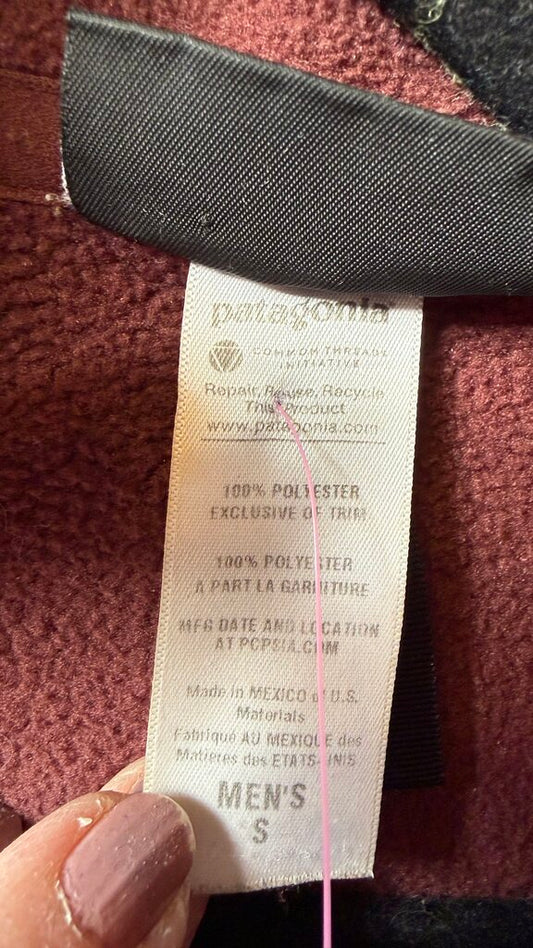 patagonia
COMMON THREADS
INITIATIVE
Repair, Reuse, Recycle
This Product
www.patagonia.com
100% POLYESTER
EXCLUSIVE OF TRIM
100% POLYESTER
A PART LA GARNITURE
MFG DATE AND LOCATION
AT PCPSIA.COM
Made in MEXICO of U.S.
Materials
Fabriqué AU MEXIQUE des
Matieres des ETATS-UNIS
MEN'S
S